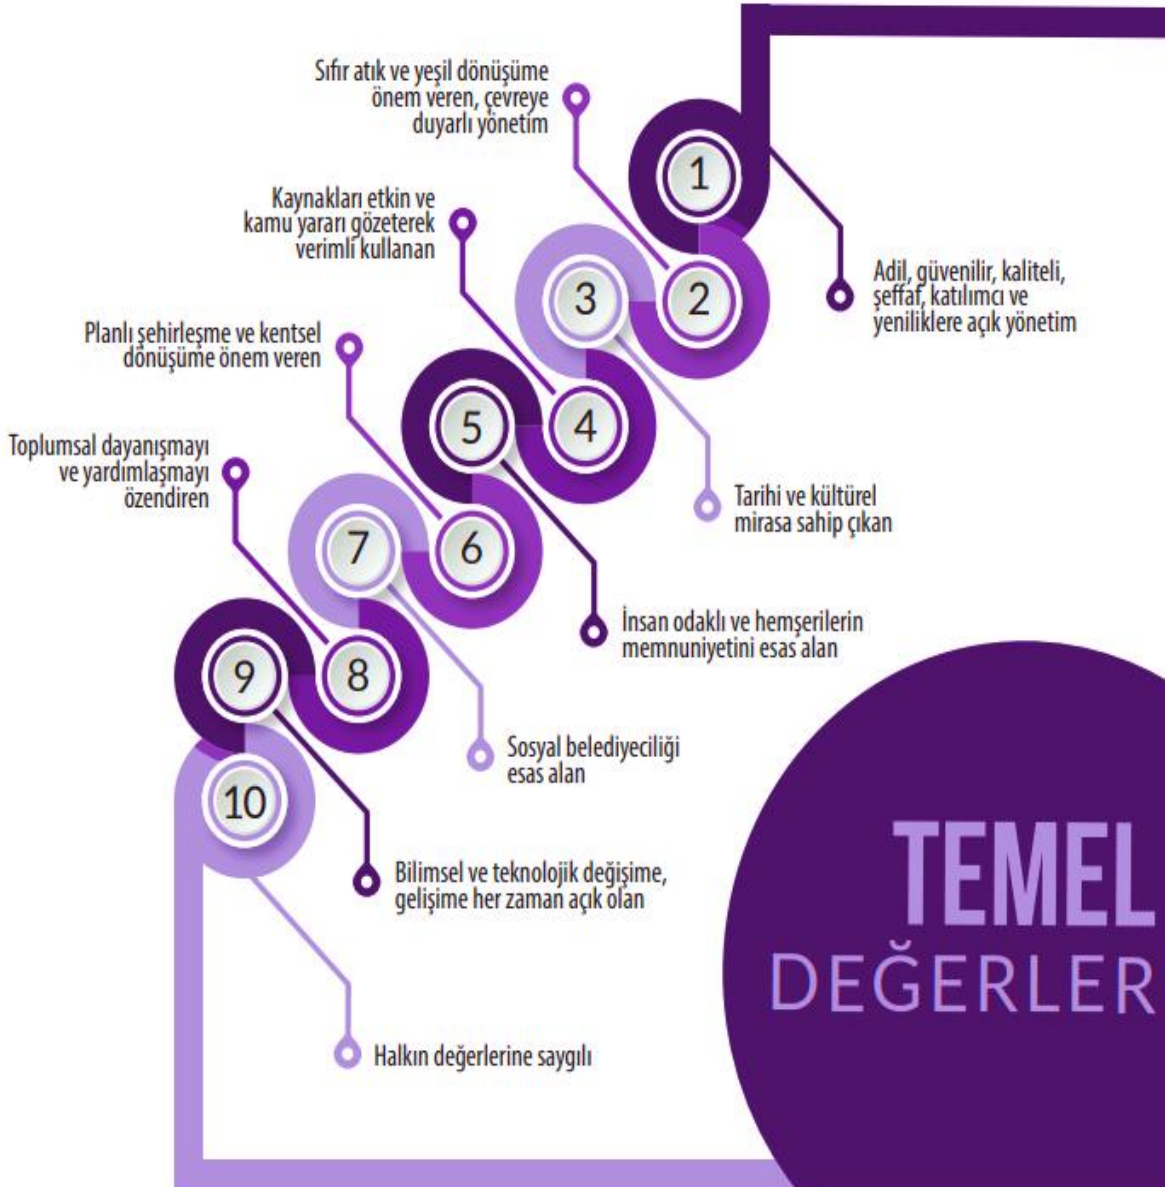 1
Adil, güvenilir, kaliteli,
şeffaf, katılımcı ve
yeniliklere açık yönetim
2
Sıfır atık ve yeşil dönüşüme
önem veren, çevreye
duyarlı yönetim
3
Tarihi ve kültürel
mirasa sahip çıkan
4
Kaynakları etkin ve
kamu yararı gözeterek
verimli kullanan
5
İnsan odaklı ve hemşerilerin
memnuniyetini esas alan
6
Planlı şehirleşme ve kentsel
dönüşüme önem veren
7
Sosyal belediyeciliği
esas alan
8
Toplumsal dayanışmayı
ve yardımlaşmayı
özendiren
9
Bilimsel ve teknolojik değişime,
gelişime her zaman açık olan
10
Halkın değerlerine saygılı
TEMEL
DEĞERLER